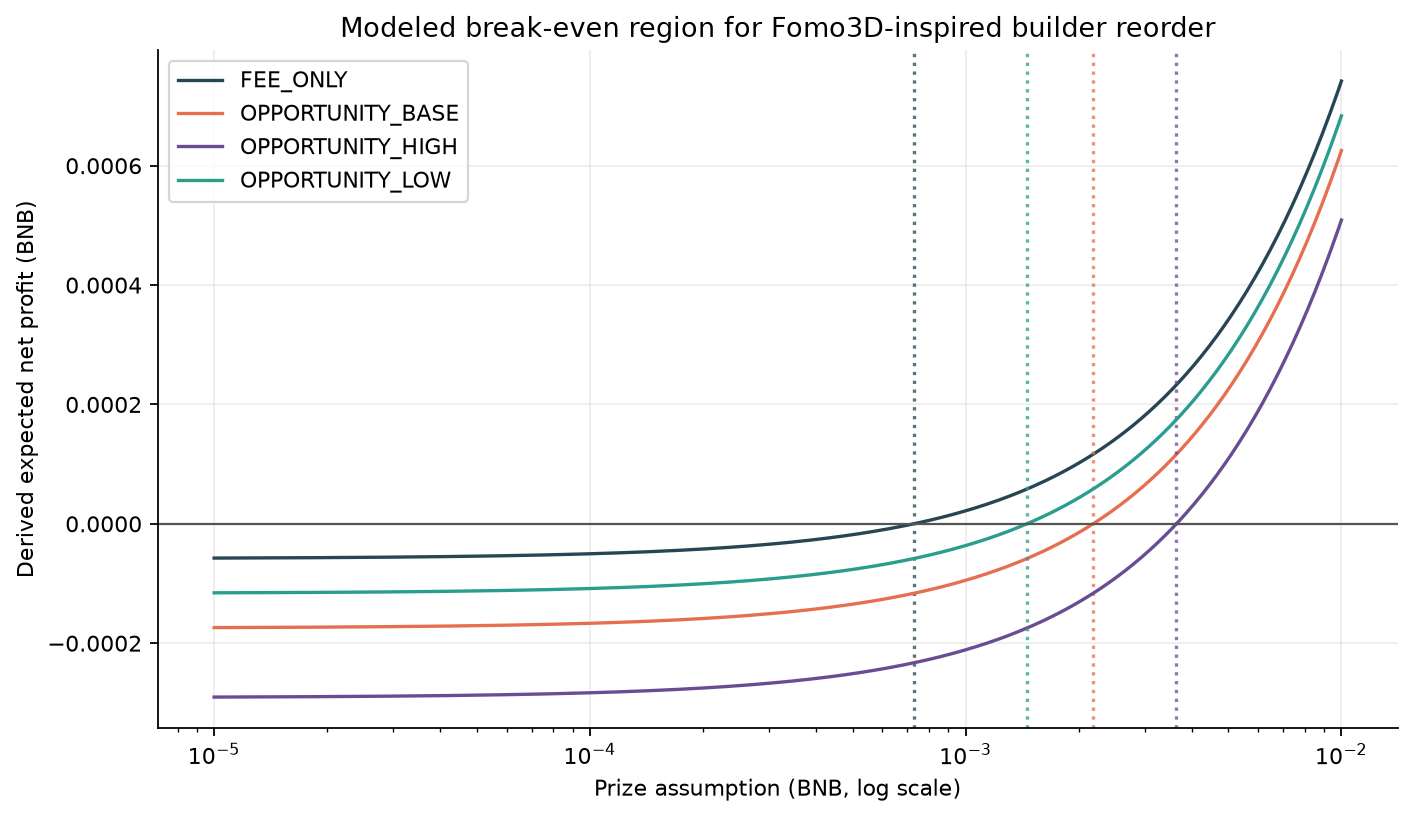 Modeled break-even region for Fomo3D-inspired builder reorder
FEE_ONLY
OPPORTUNITY_BASE
OPPORTUNITY_HIGH
OPPORTUNITY_LOW
Derived expected net profit (BNB)
0.0006
0.0004
0.0002
0.0000
−0.0002
10⁻⁵
10⁻⁴
10⁻³
10⁻²
Prize assumption (BNB, log scale)